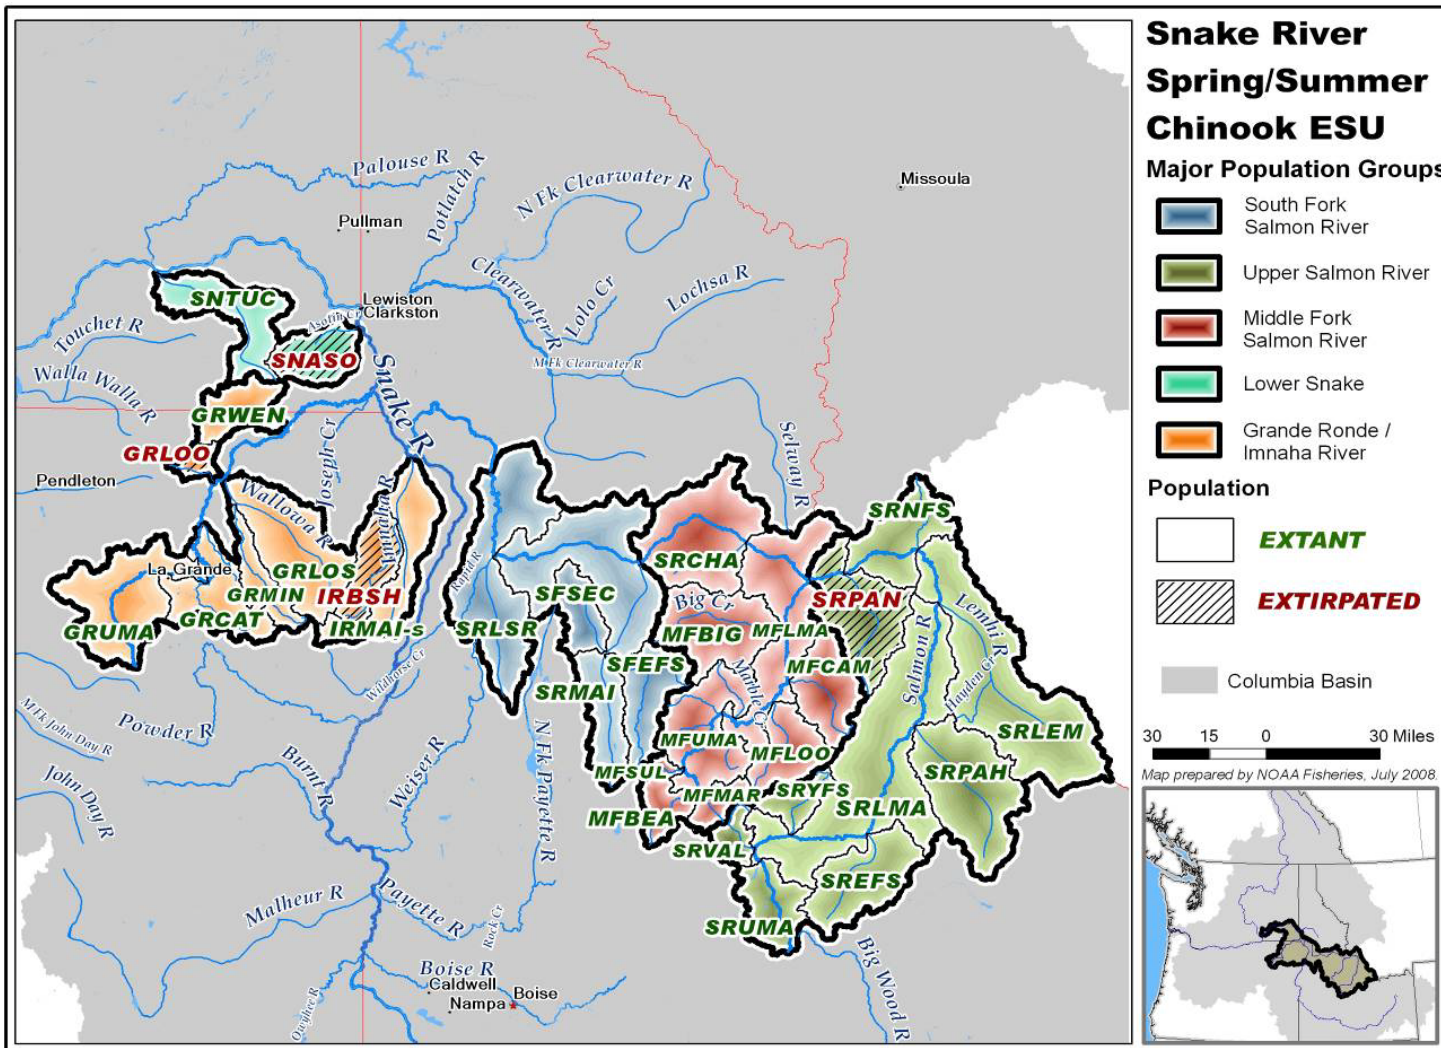 Snake River
Spring/Summer
Chinook ESU
Major Population Groups
South Fork
Salmon River
Upper Salmon River
Middle Fork
Salmon River
Lower Snake
Grande Ronde /
Imnaha River
Population
EXTANT
EXTIRPATED
Columbia Basin
30 15 0 30 Miles
Map prepared by NOAA Fisheries, July 2008.
Palouse R
Potlatch R
N Fk Clearwater R
Missoula
Pullman
Clearwater R
Lolo Cr
Lochsa R
Lewiston
Clarkston
SNTUC
Asotin Cr
SNASO
Touchet R
Walla Walla R
Snake R
M Fk Clearwater R
GRWEN
GRLOO
Joseph Cr
Selway R
Pendleton
Wallowa R
Imnaha R
SRNFS
La Grande
GRLOS
GRMIN
IRBSH
GRUMA
GRCAT
IRMAI-s
Rapid R
SRCHA
SFSEC
Big Cr
SRPAN
SRLSR
MFBIG
MFLMA
Lemhi R
Salmon R
Wildhorse Cr
SFEFS
MFCAM
SRMAI
Marble Cr
Hayden Cr
Powder R
M Fk John Day R
John Day R
Burnt R
Weiser R
N Fk Payette R
MFUMA
MFLOO
SRLEM
SRPAH
MFSUL
MFMAR
SRYFS
SRLMA
MFBEA
SRVAL
SREFS
Malheur R
Payette R
Rock Cr
SRUMA
Big Wood R
Boise R
Caldwell
Nampa
Boise
Owyhee R